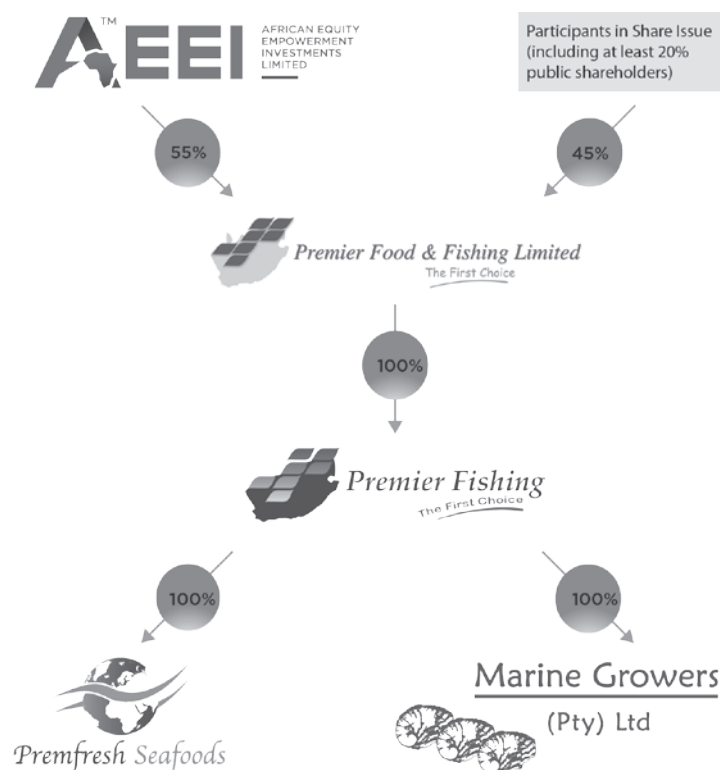 AEEI™
AFRICAN EQUITY
EMPOWERMENT
INVESTMENTS
LIMITED
Participants in Share Issue
(including at least 20%
public shareholders)
55%
45%
Premier Food & Fishing Limited
The First Choice
100%
Premier Fishing
The First Choice
100%
100%
Premfresh Seafoods
Marine Growers
(Pty) Ltd